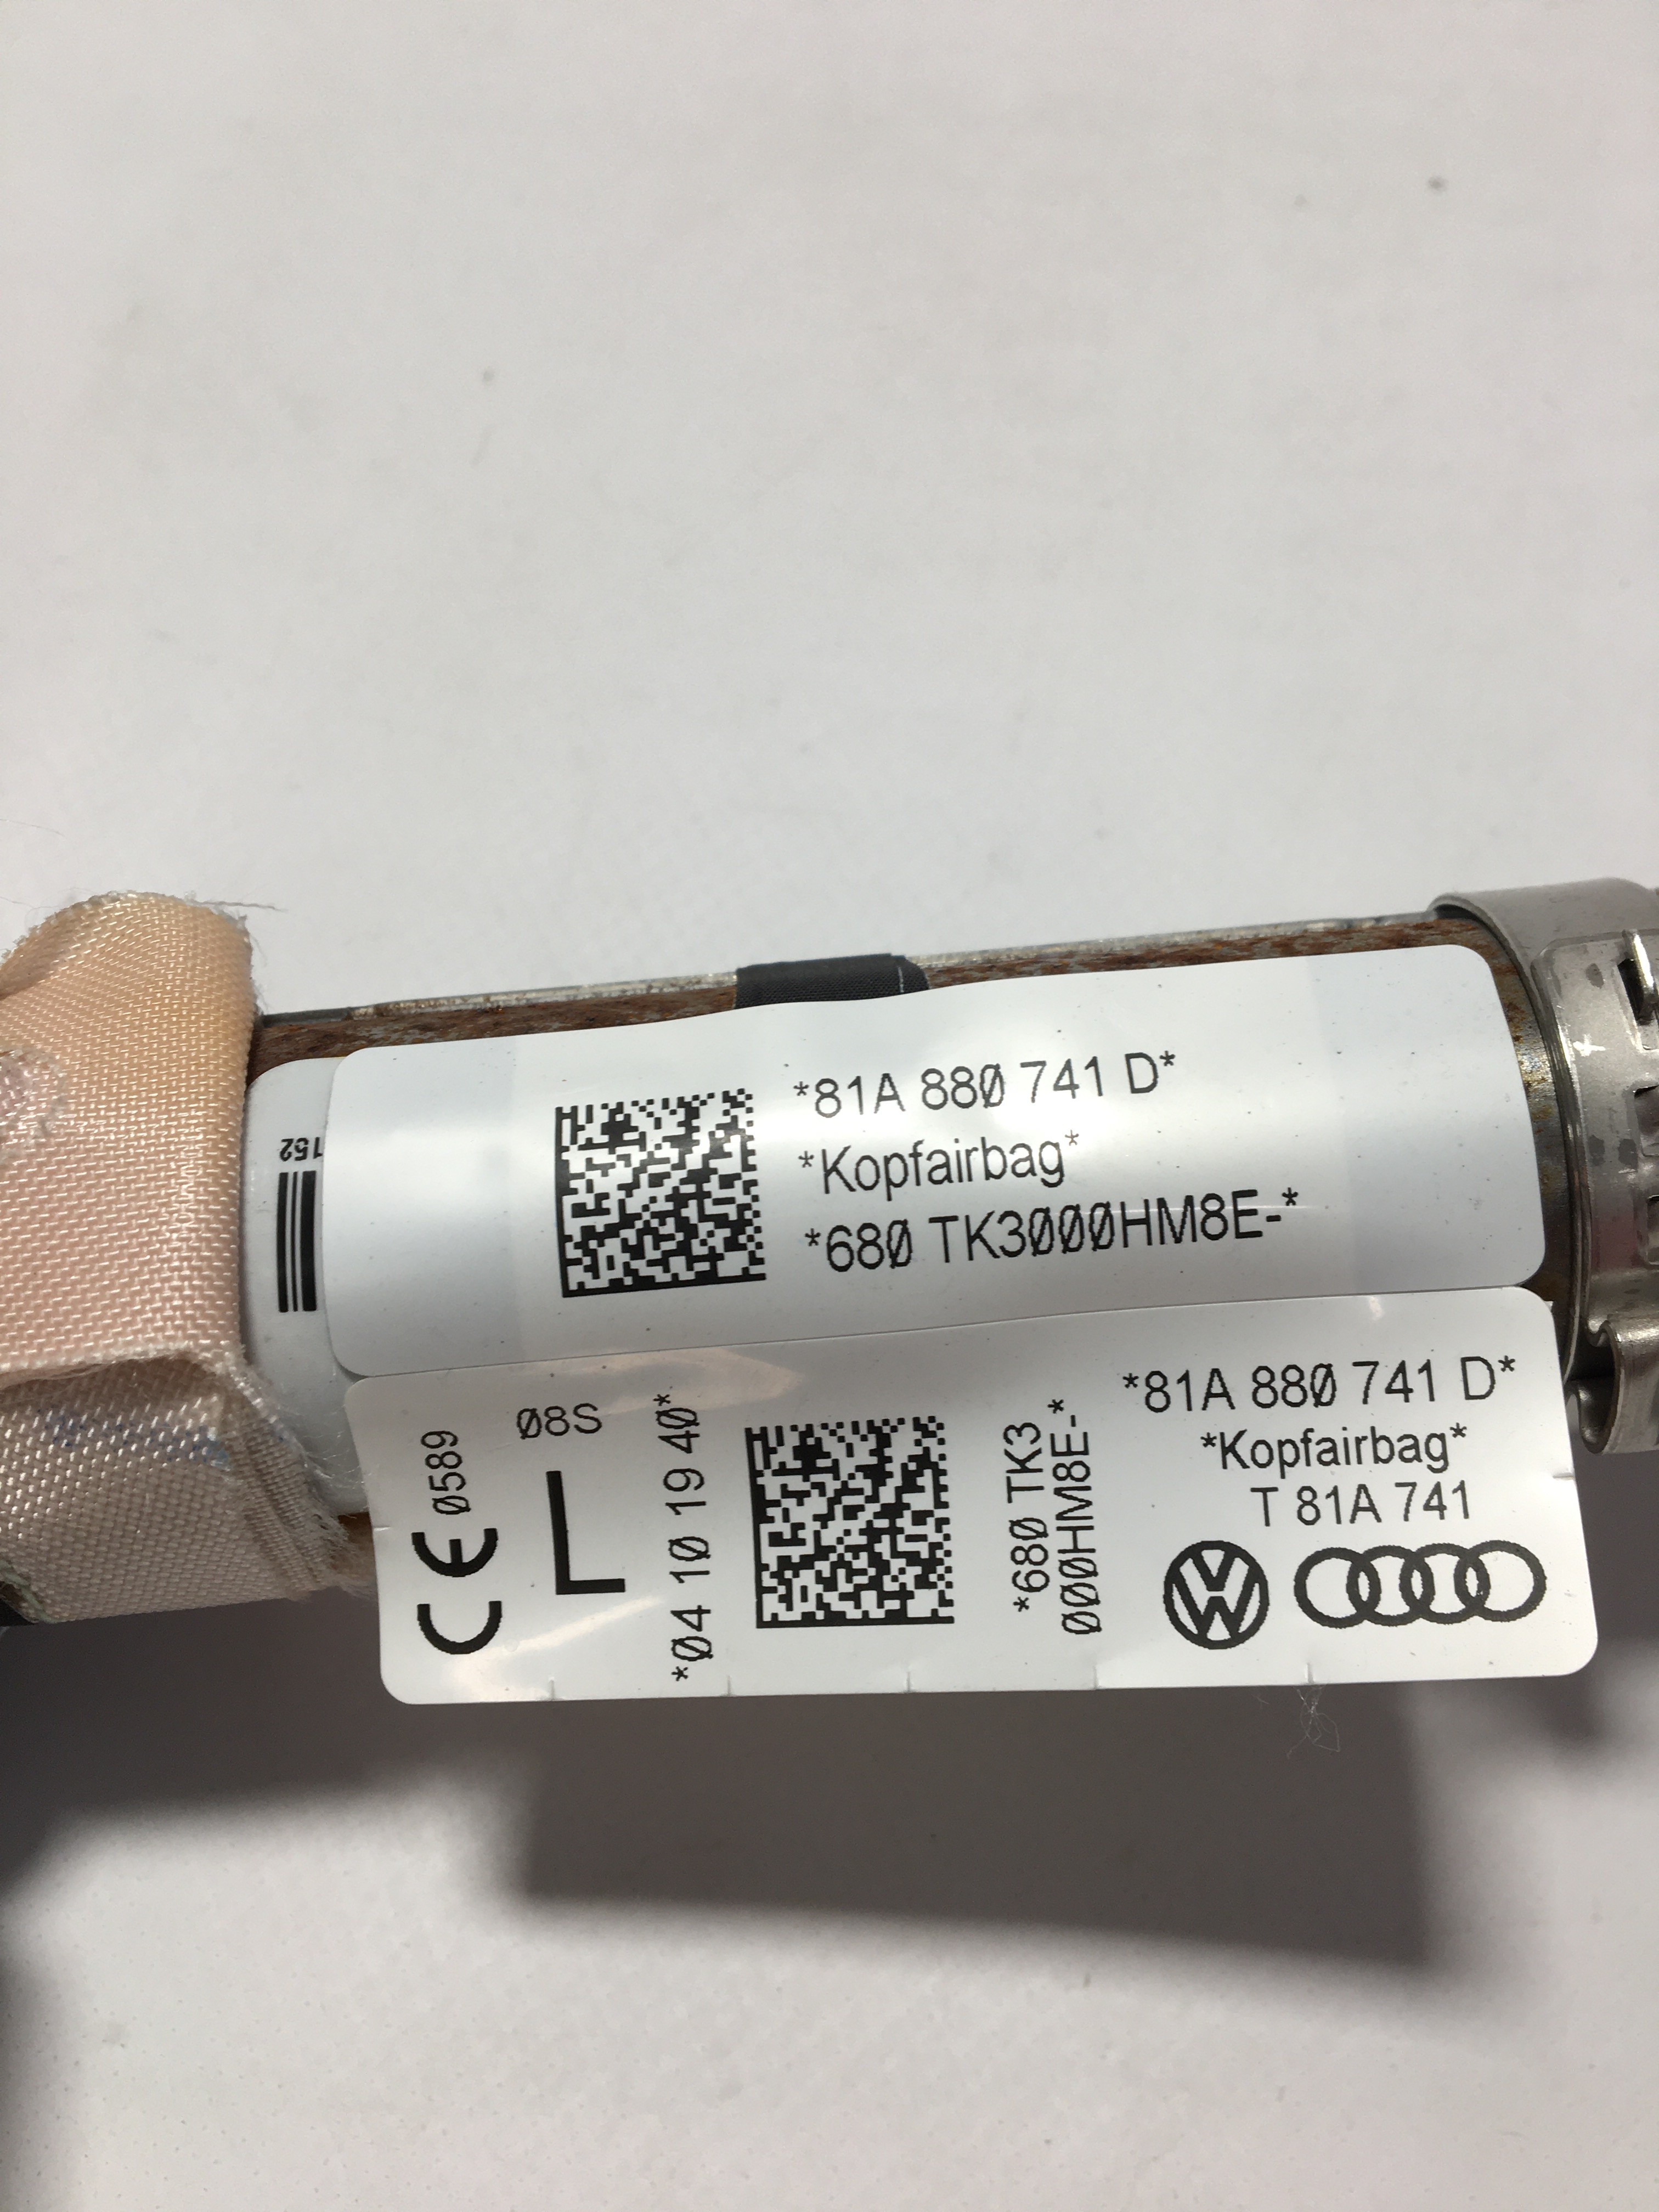 152
*81A 880 741 D*
*Kopfairbag*
*680 TK3000HM8E-*
CE 0589
08S
L
*04 10 19 40*
*680 TK3
000HM8E-*
*81A 880 741 D*
*Kopfairbag*
T 81A 741